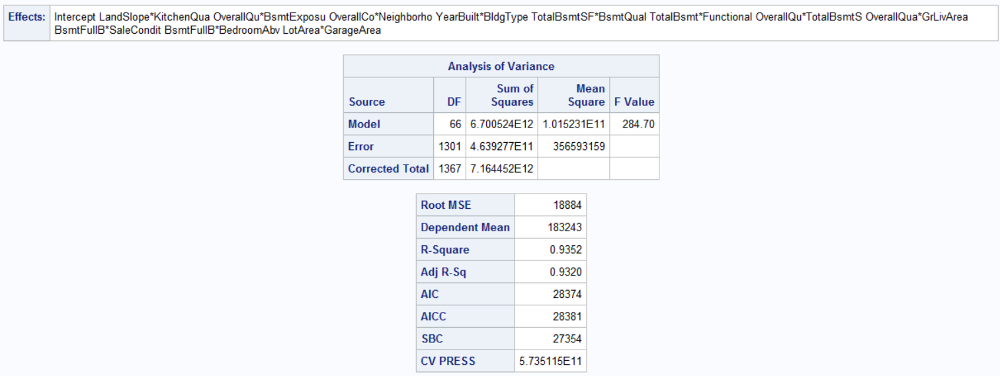 Effects: Intercept LandSlope*KitchenQua OverallQu*BsmtExposu OverallCo*Neighborho YearBuilt*BldgType TotalBsmtSF*BsmtQual TotalBsmt*Functional OverallQu*TotalBsmtS OverallQua*GrLivArea
BsmtFullB*SaleCondit BsmtFullB*BedroomAbv LotArea*GarageArea
Analysis of Variance
Source DF Sum of Squares Mean Square F Value
Model 66 6.700524E12 1.015231E11 284.70
Error 1301 4.639277E11 356593159
Corrected Total 1367 7.164452E12
Root MSE 18884
Dependent Mean 183243
R-Square 0.9352
Adj R-Sq 0.9320
AIC 28374
AICC 28381
SBC 27354
CV PRESS 5.735115E11